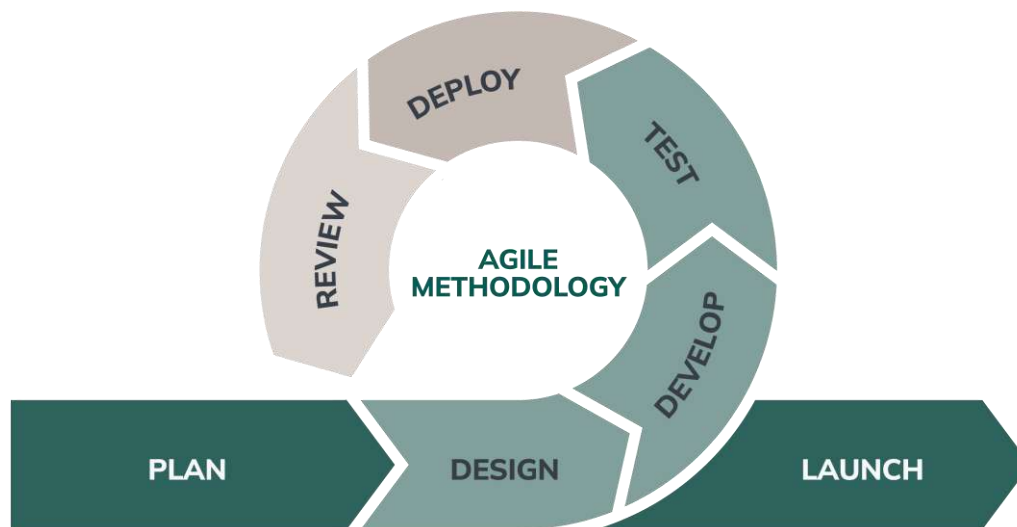 DEPLOY
TEST
REVIEW
AGILE
METHODOLOGY
DEVELOP
PLAN
DESIGN
LAUNCH